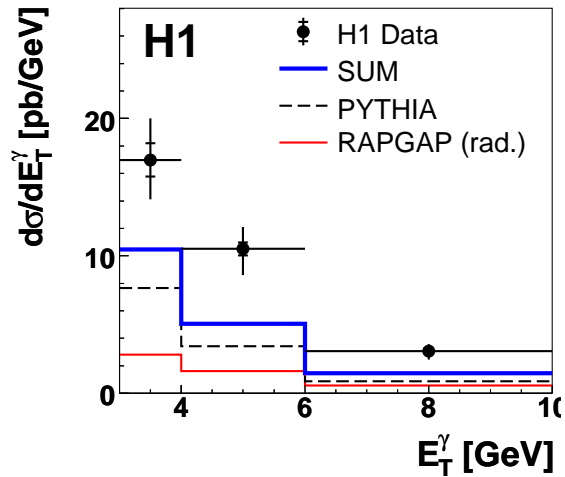 H1
H1 Data
SUM
PYTHIA
RAPGAP (rad.)
dσ/dE_T^γ [pb/GeV]
20
10
0
4 6 8 10
E_T^γ [GeV]